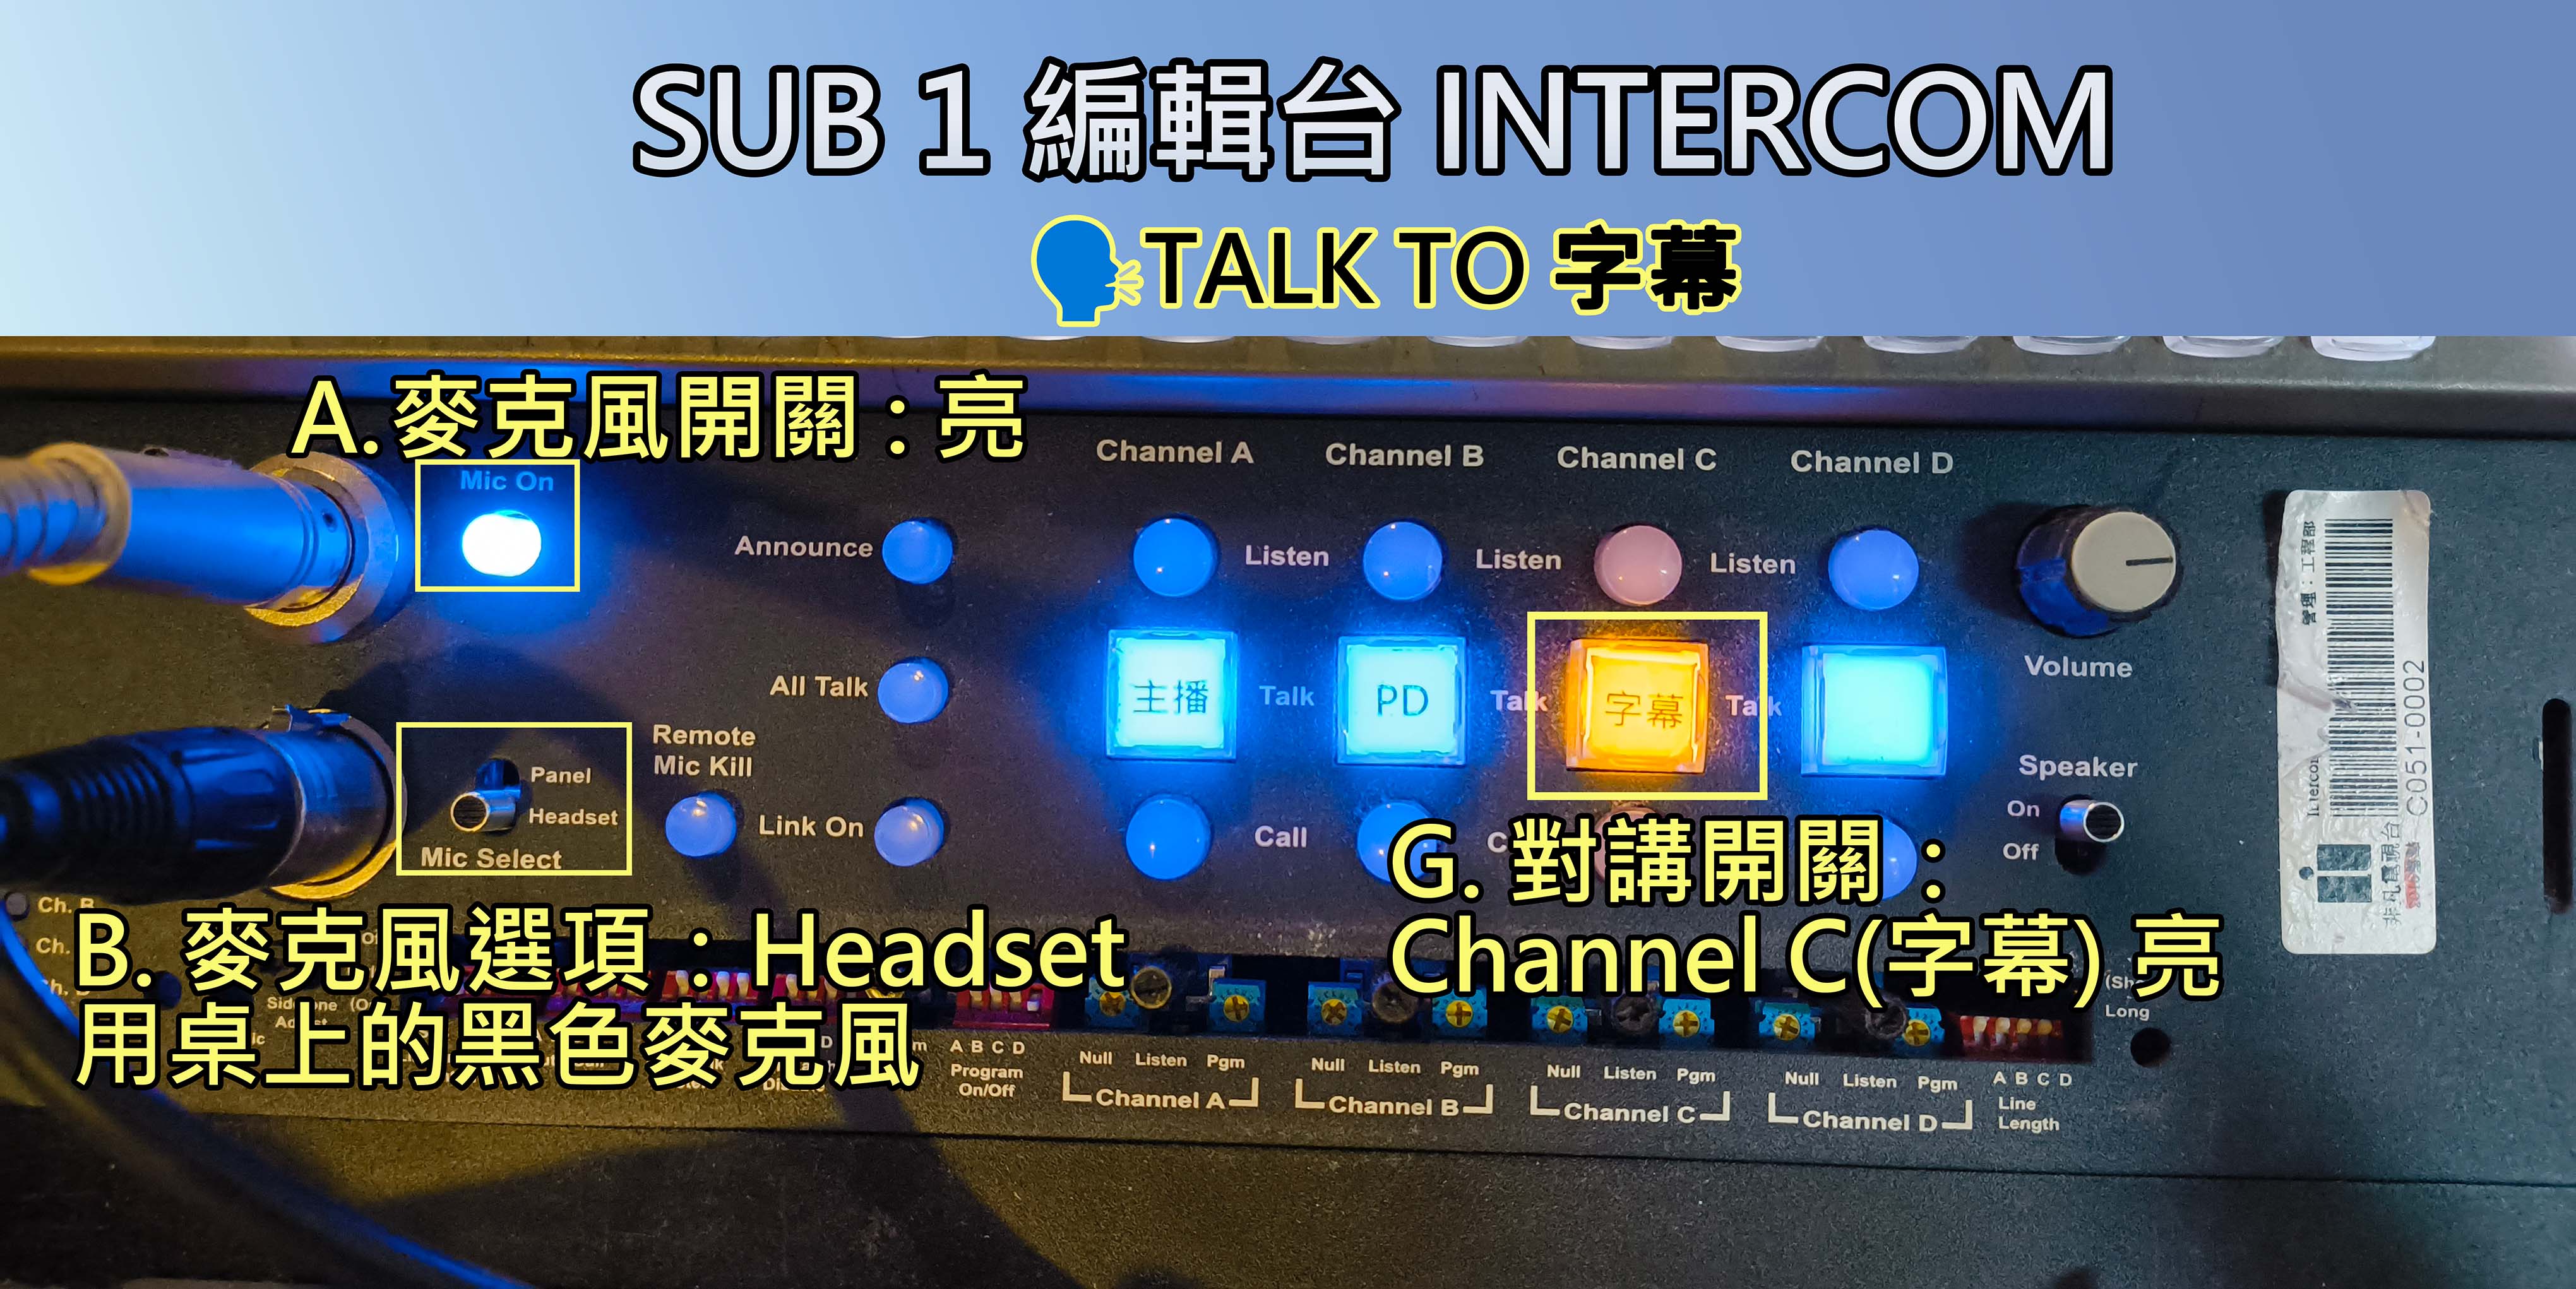 SUB 1 編輯台 INTERCOM
🗣TALK TO 字幕
A.麥克風開關:亮
Mic On
Announce
All Talk
Remote
Mic Kill
Link On
Panel
Headset
Mic Select
Channel A
Channel B
Channel C
Channel D
Listen
Listen
Listen
主播
Talk
PD
Talk
字幕
Talk
Call
Volume
Speaker
On
Off
管理:工程部
Intercom
C051-0002
G. 對講開關:
Channel C(字幕) 亮
B. 麥克風選項:Headset
用桌上的黑色麥克風
Ch. B
A B C D
Program
On/Off
Null Listen Pgm
Channel A
Null Listen Pgm
Channel B
Null Listen Pgm
Channel C
Null Listen Pgm
Channel D
Long
A B C D
Line
Length